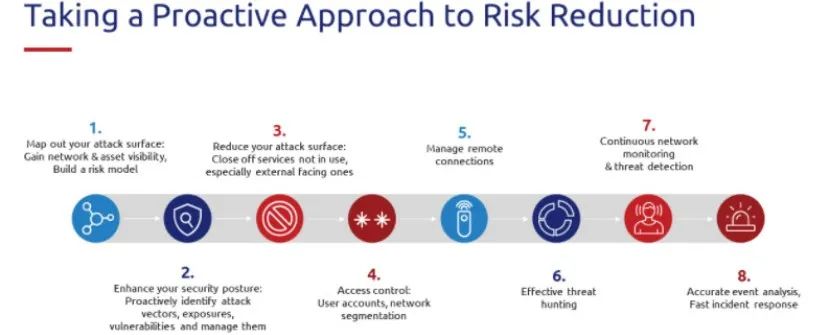 Taking a Proactive Approach to Risk Reduction
1.
Map out your attack surface:
Gain network & asset visibility,
Build a risk model
2.
Enhance your security posture:
Proactively identify attack
vectors, exposures,
vulnerabilities and manage them
3.
Reduce your attack surface:
Close off services not in use,
especially external facing ones
4.
Access control:
User accounts, network
segmentation
5.
Manage remote
connections
6.
Effective threat
hunting
7.
Continuous network
monitoring
& threat detection
8.
Accurate event analysis,
Fast incident response